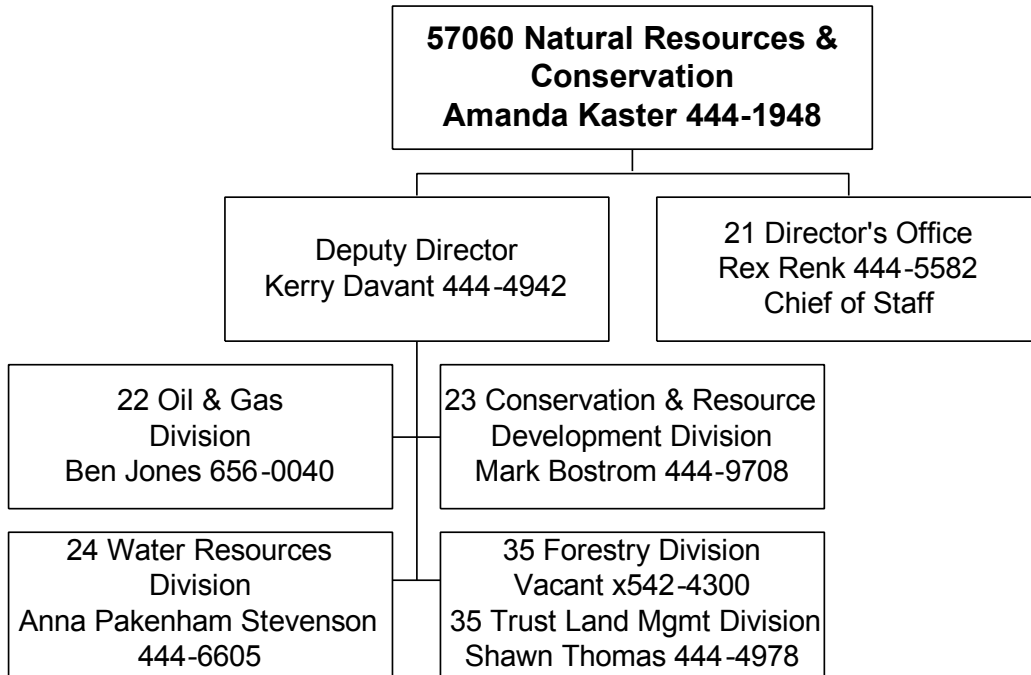 57060 Natural Resources &
Conservation
Amanda Kaster 444-1948
Deputy Director
Kerry Davant 444-4942
21 Director's Office
Rex Renk 444-5582
Chief of Staff
22 Oil & Gas
Division
Ben Jones 656-0040
23 Conservation & Resource
Development Division
Mark Bostrom 444-9708
24 Water Resources
Division
Anna Pakenham Stevenson
444-6605
35 Forestry Division
Vacant x542-4300
35 Trust Land Mgmt Division
Shawn Thomas 444-4978